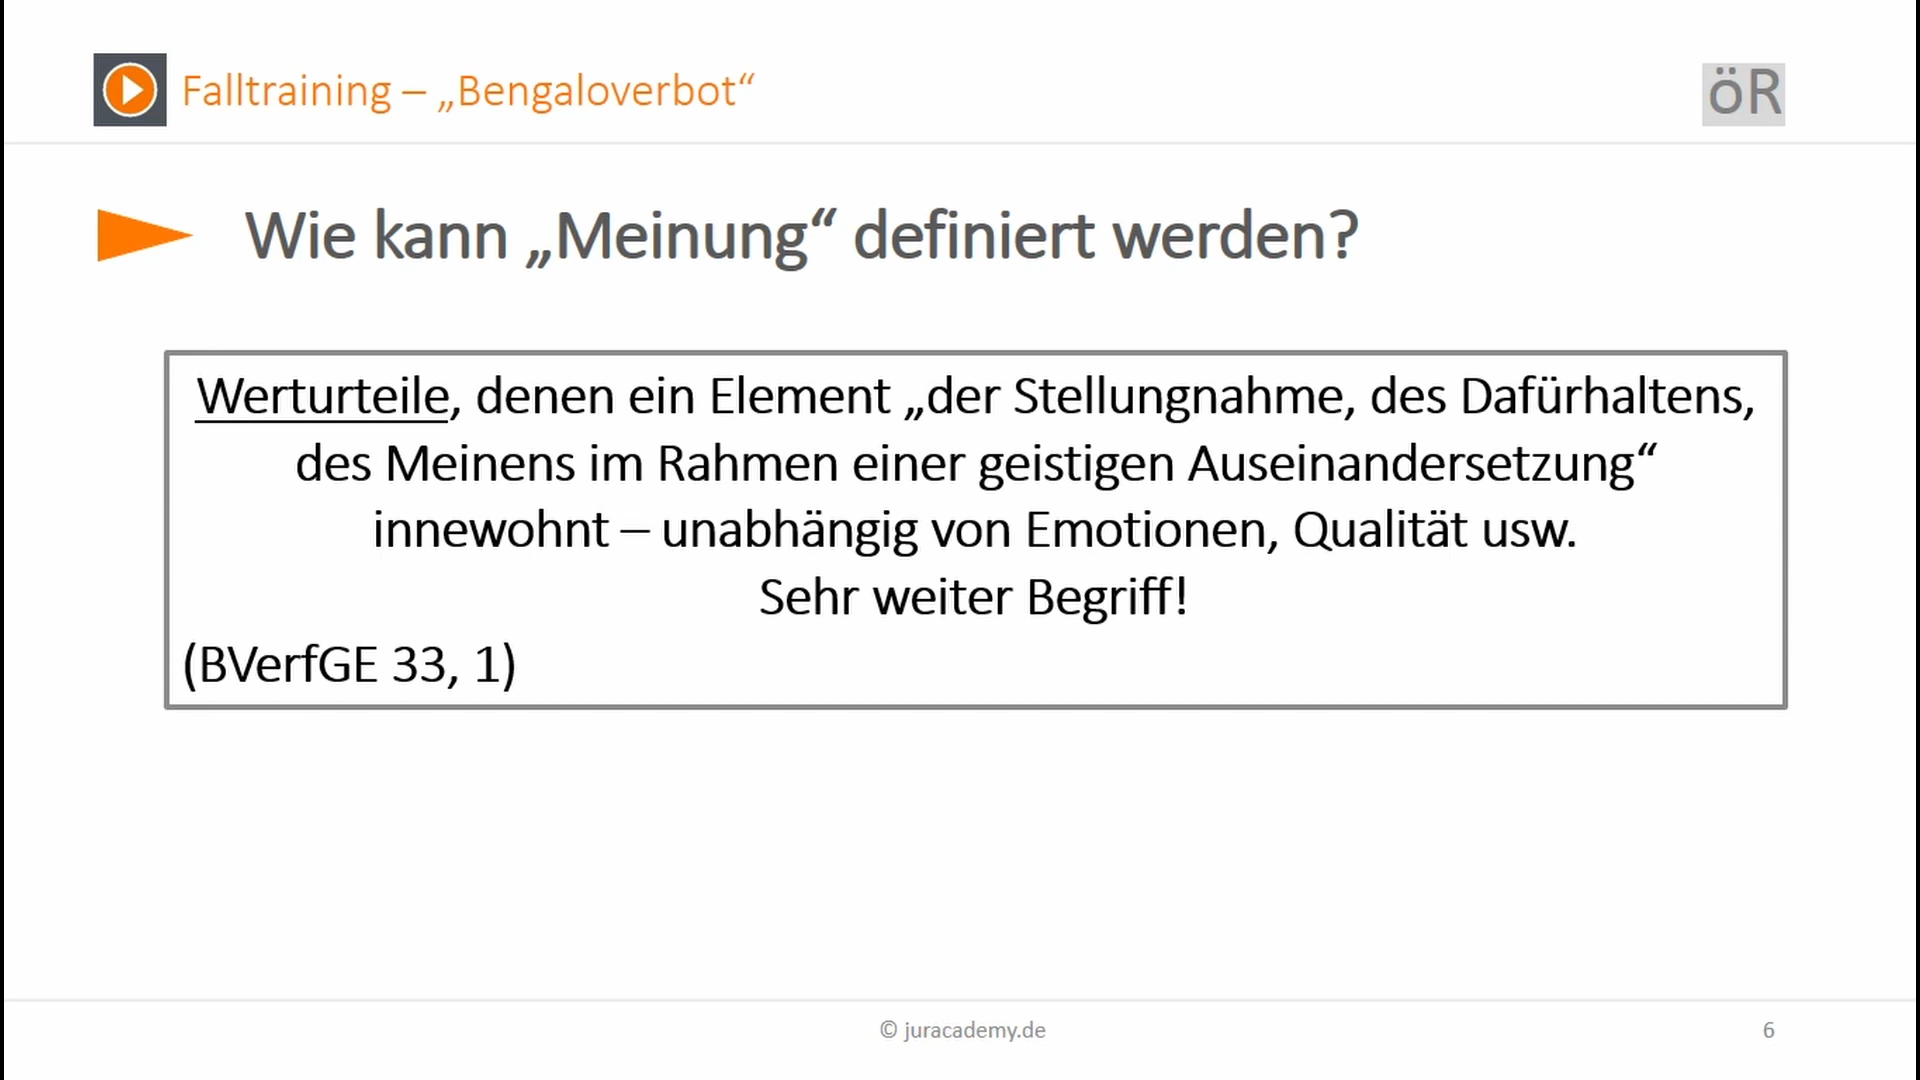 Falltraining – „Bengaloverbot“
öR
Wie kann „Meinung“ definiert werden?
Werturteile, denen ein Element „der Stellungnahme, des Dafürhaltens,
des Meinens im Rahmen einer geistigen Auseinandersetzung“
innewohnt – unabhängig von Emotionen, Qualität usw.
Sehr weiter Begriff!
(BVerfGE 33, 1)
© juracademy.de
6